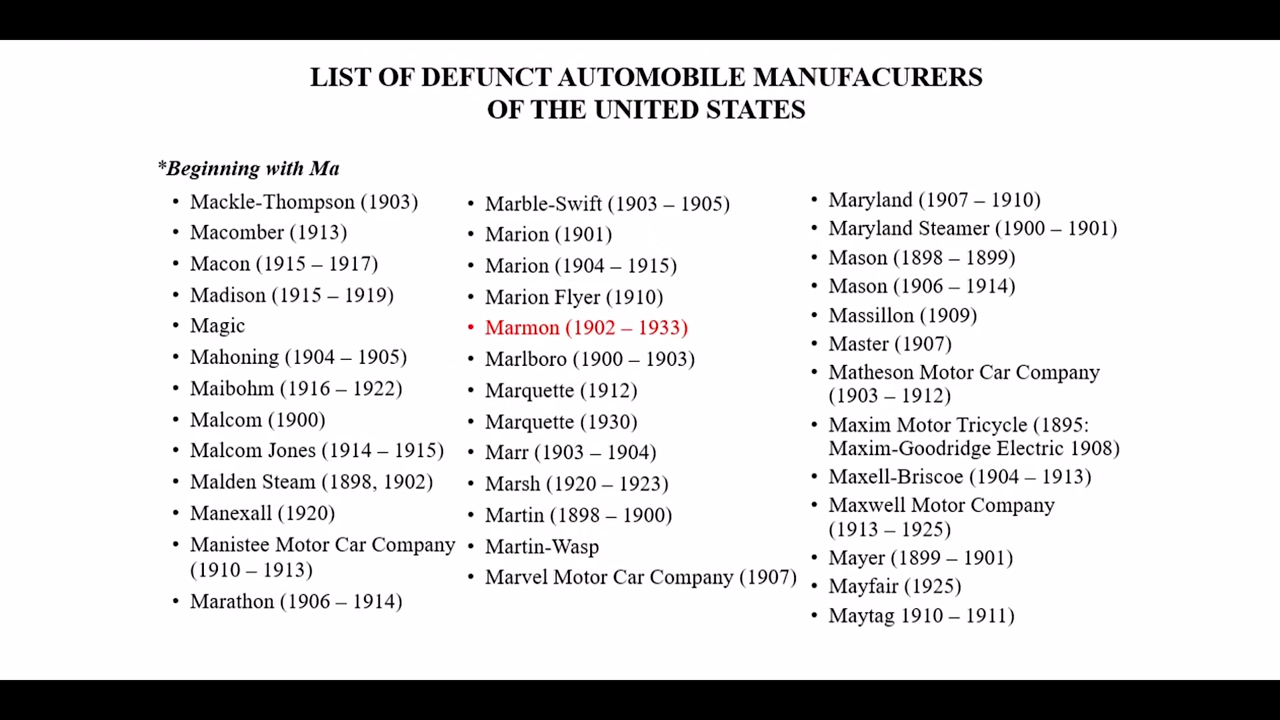 LIST OF DEFUNCT AUTOMOBILE MANUFACURERS
OF THE UNITED STATES
*Beginning with Ma
• Mackle-Thompson (1903)
• Macomber (1913)
• Macon (1915 – 1917)
• Madison (1915 – 1919)
• Magic
• Mahoning (1904 – 1905)
• Maibohm (1916 – 1922)
• Malcom (1900)
• Malcom Jones (1914 – 1915)
• Malden Steam (1898, 1902)
• Manexall (1920)
• Manistee Motor Car Company
(1910 – 1913)
• Marathon (1906 – 1914)
• Marble-Swift (1903 – 1905)
• Marion (1901)
• Marion (1904 – 1915)
• Marion Flyer (1910)
• Marmon (1902 – 1933)
• Marlboro (1900 – 1903)
• Marquette (1912)
• Marquette (1930)
• Marr (1903 – 1904)
• Marsh (1920 – 1923)
• Martin (1898 – 1900)
• Martin-Wasp
• Marvel Motor Car Company (1907)
• Maryland (1907 – 1910)
• Maryland Steamer (1900 – 1901)
• Mason (1898 – 1899)
• Mason (1906 – 1914)
• Massillon (1909)
• Master (1907)
• Matheson Motor Car Company
(1903 – 1912)
• Maxim Motor Tricycle (1895:
Maxim-Goodridge Electric 1908)
• Maxell-Briscoe (1904 – 1913)
• Maxwell Motor Company
(1913 – 1925)
• Mayer (1899 – 1901)
• Mayfair (1925)
• Maytag 1910 – 1911)